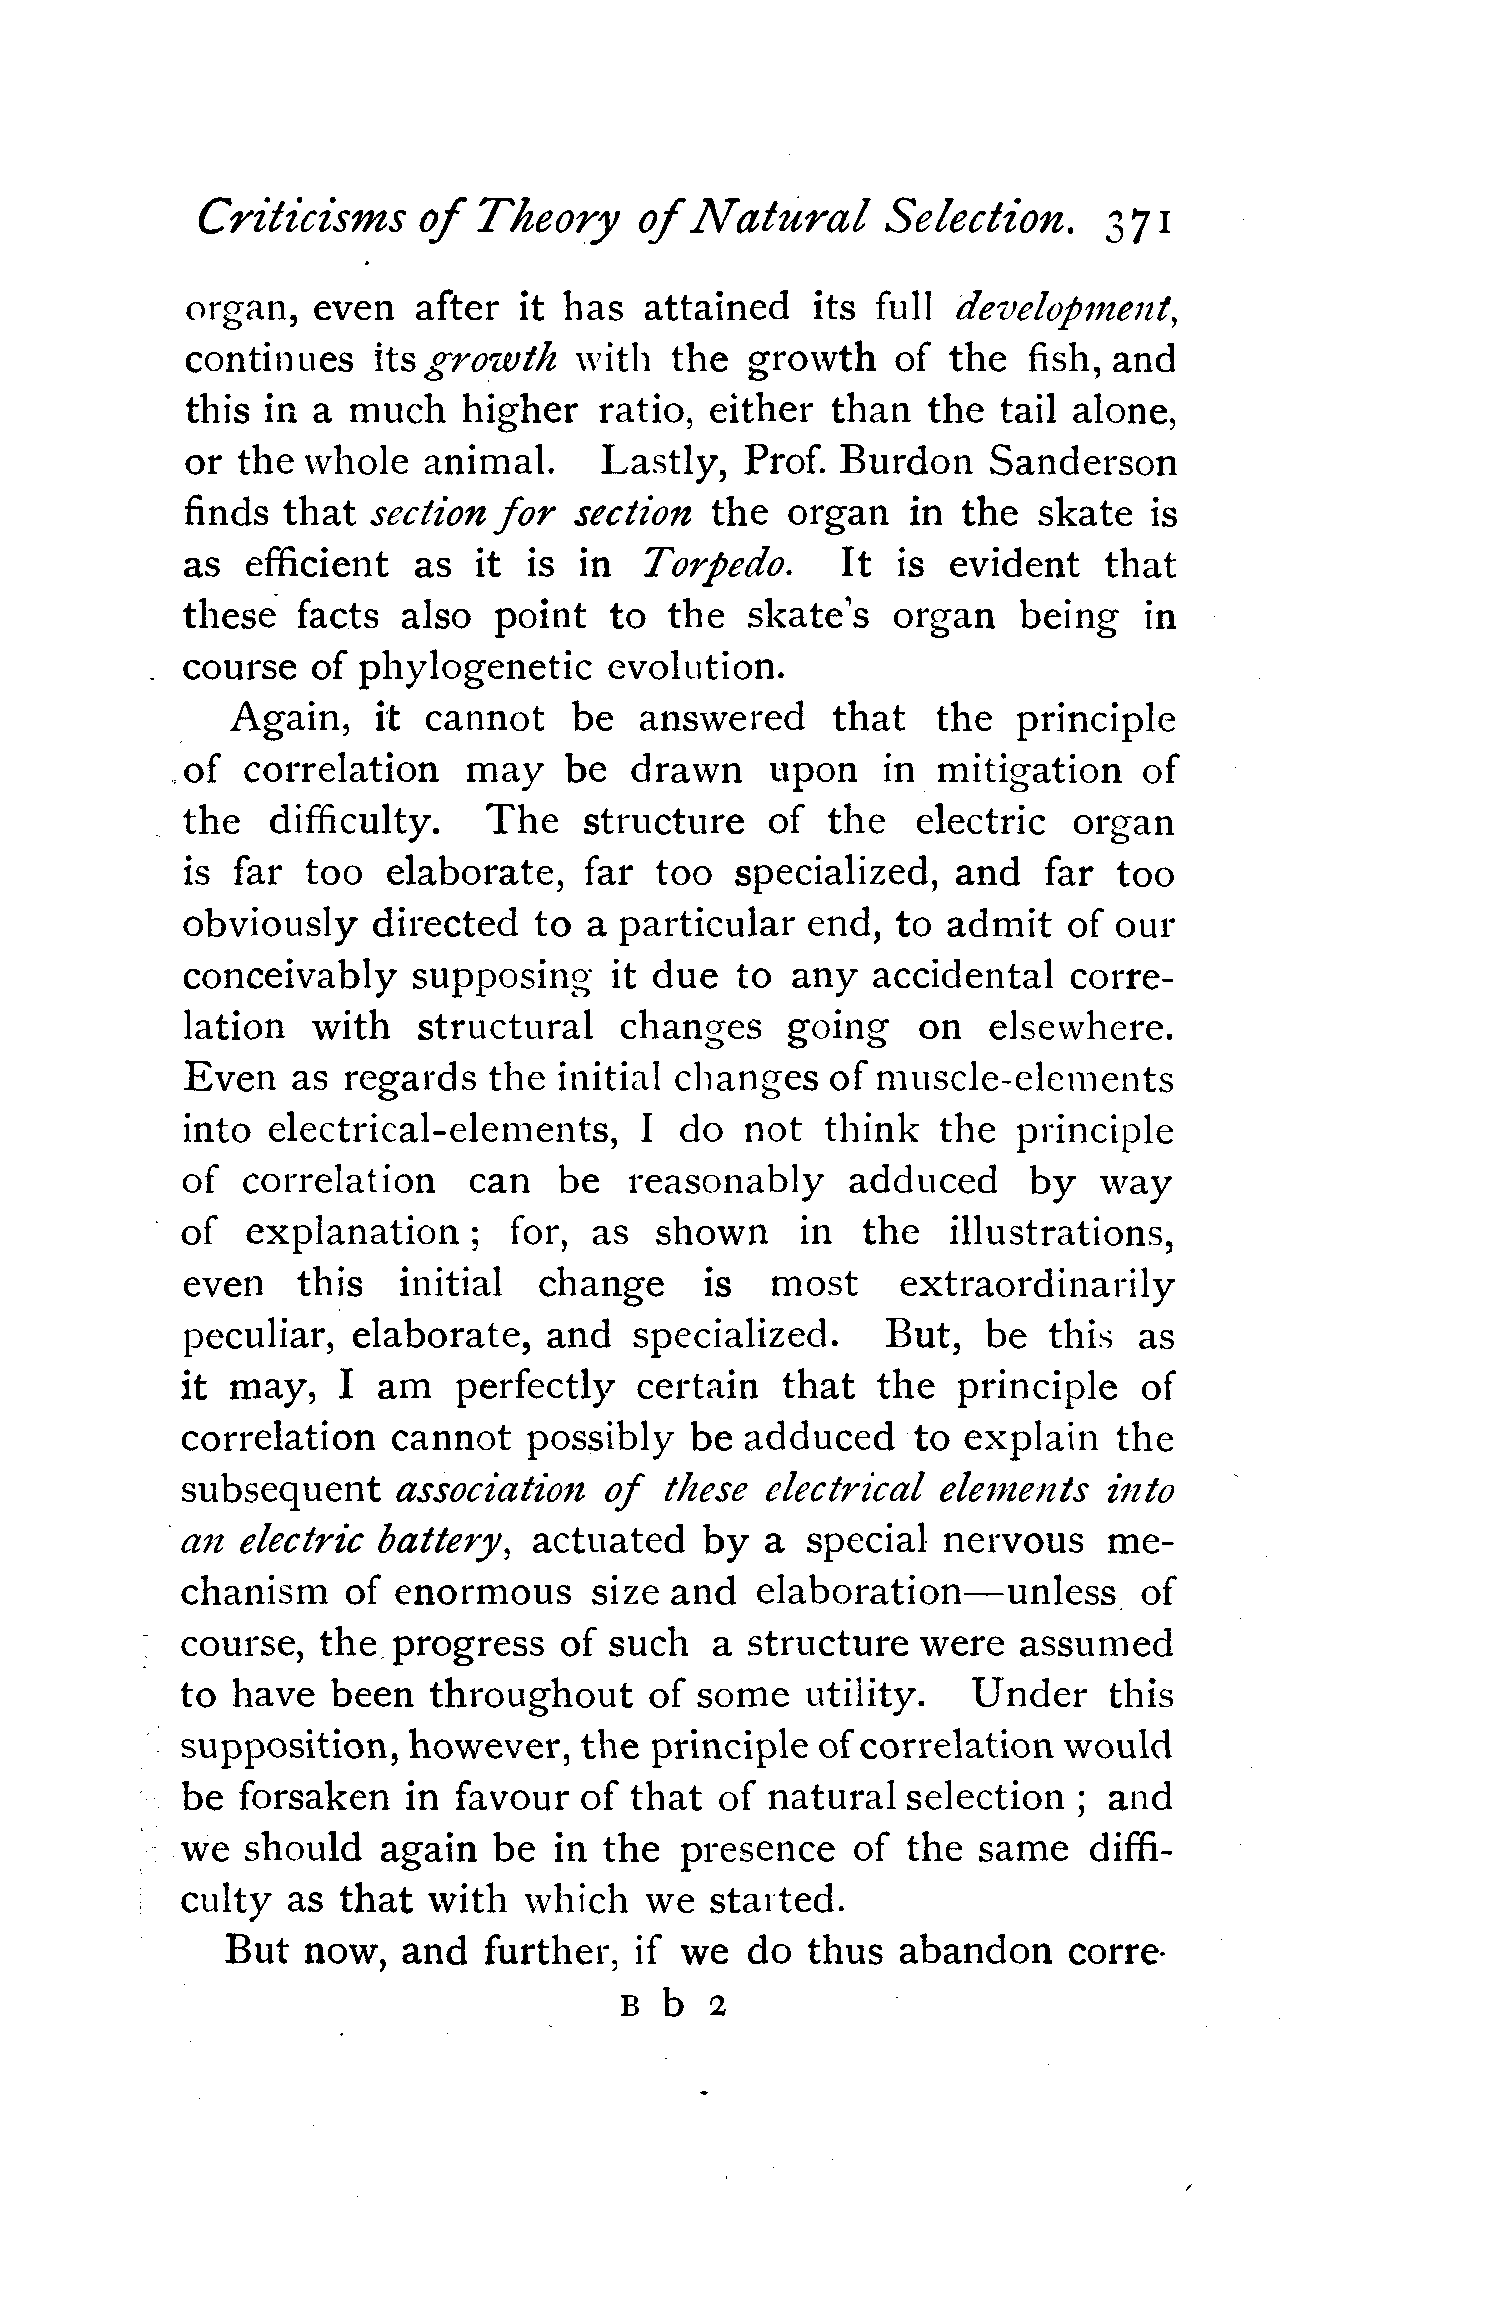 Criticisms of Theory of Natural Selection. 371
organ, even after it has attained its full development,
continues its growth with the growth of the fish, and
this in a much higher ratio, either than the tail alone,
or the whole animal. Lastly, Prof. Burdon Sanderson
finds that section for section the organ in the skate is
as efficient as it is in Torpedo. It is evident that
these facts also point to the skate's organ being in
course of phylogenetic evolution.
Again, it cannot be answered that the principle
of correlation may be drawn upon in mitigation of
the difficulty. The structure of the electric organ
is far too elaborate, far too specialized, and far too
obviously directed to a particular end, to admit of our
conceivably supposing it due to any accidental corre-
lation with structural changes going on elsewhere.
Even as regards the initial changes of muscle-elements
into electrical-elements, I do not think the principle
of correlation can be reasonably adduced by way
of explanation ; for, as shown in the illustrations,
even this initial change is most extraordinarily
peculiar, elaborate, and specialized. But, be this as
it may, I am perfectly certain that the principle of
correlation cannot possibly be adduced to explain the
subsequent association of these electrical elements into
an electric battery, actuated by a special nervous me-
chanism of enormous size and elaboration—unless of
course, the progress of such a structure were assumed
to have been throughout of some utility. Under this
supposition, however, the principle of correlation would
be forsaken in favour of that of natural selection ; and
we should again be in the presence of the same diffi-
culty as that with which we started.
But now, and further, if we do thus abandon corre-
B b 2